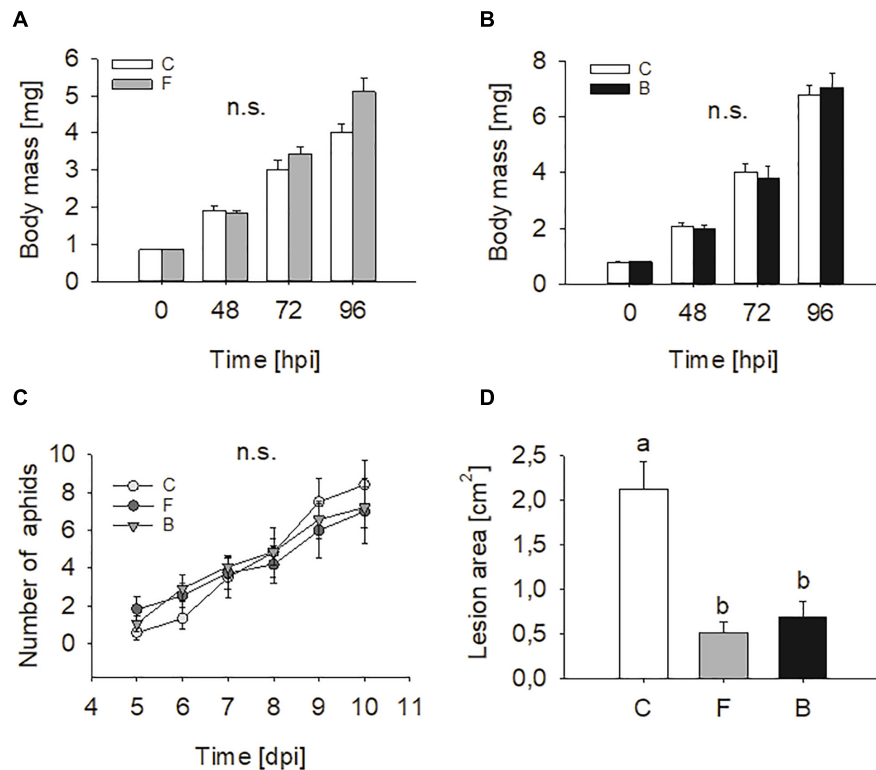 A
Body mass [mg]
6
5
4
3
2
1
0
C
F
n.s.
0 48 72 96
Time [hpi]
B
Body mass [mg]
8
6
4
2
0
C
B
n.s.
0 48 72 96
Time [hpi]
C
Number of aphids
10
8
6
4
2
0
C
F
B
n.s.
4 5 6 7 8 9 10 11
Time [dpi]
D
Lesion area [cm²]
2,5
2,0
1,5
1,0
0,5
0,0
a
b
b
C F B